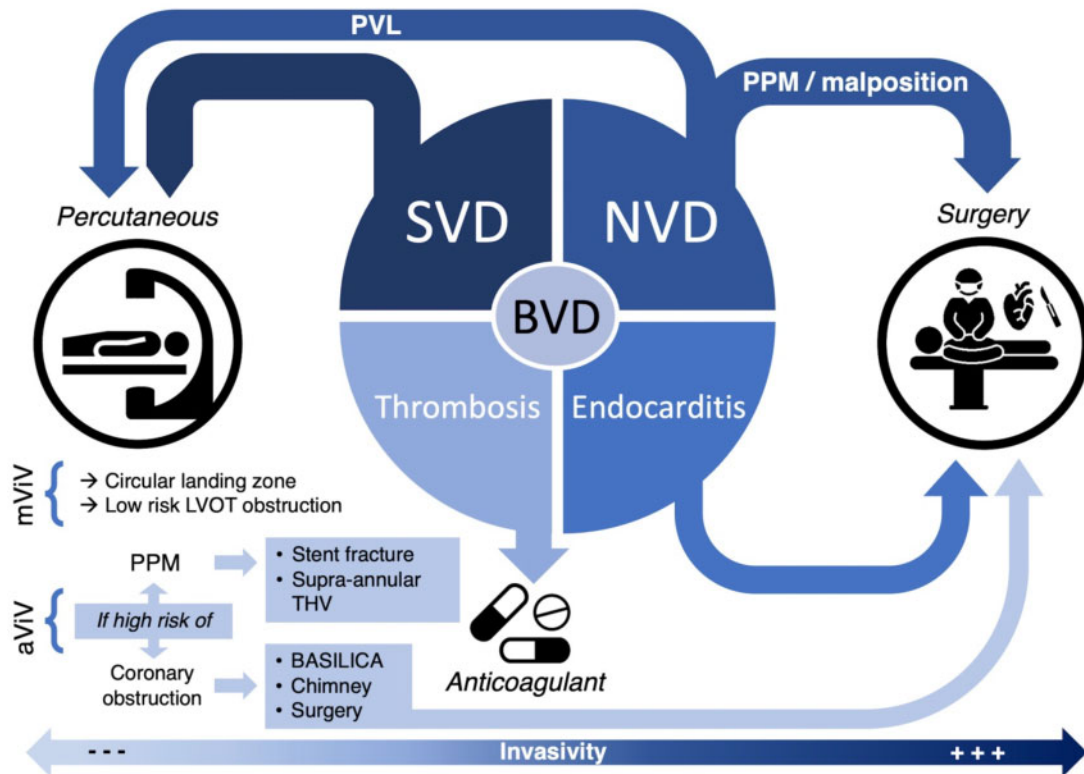 PVL
PPM / malposition
Percutaneous
SVD
NVD
Surgery
BVD
Thrombosis
Endocarditis
mViV
→ Circular landing zone
→ Low risk LVOT obstruction
PPM
• Stent fracture
• Supra-annular
THV
aViV
If high risk of
Coronary
obstruction
• BASILICA
• Chimney
• Surgery
Anticoagulant
- - -
Invasivity
+ + +